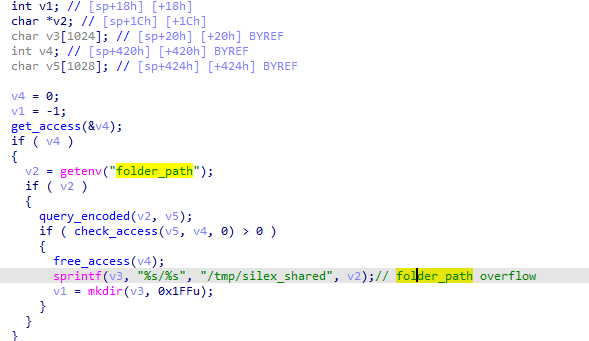 int v1; // [sp+18h] [+18h]
char *v2; // [sp+1Ch] [+1Ch]
char v3[1024]; // [sp+20h] [+20h] BYREF
int v4; // [sp+420h] [+420h] BYREF
char v5[1028]; // [sp+424h] [+424h] BYREF
v4 = 0;
v1 = -1;
get_access(&v4);
if ( v4 )
{
v2 = getenv("folder_path");
if ( v2 )
{
query_encoded(v2, v5);
if ( check_access(v5, v4, 0) > 0 )
{
free_access(v4);
sprintf(v3, "%s/%s", "/tmp/silex_shared", v2);// folder_path overflow
v1 = mkdir(v3, 0x1FFu);
}
}
}